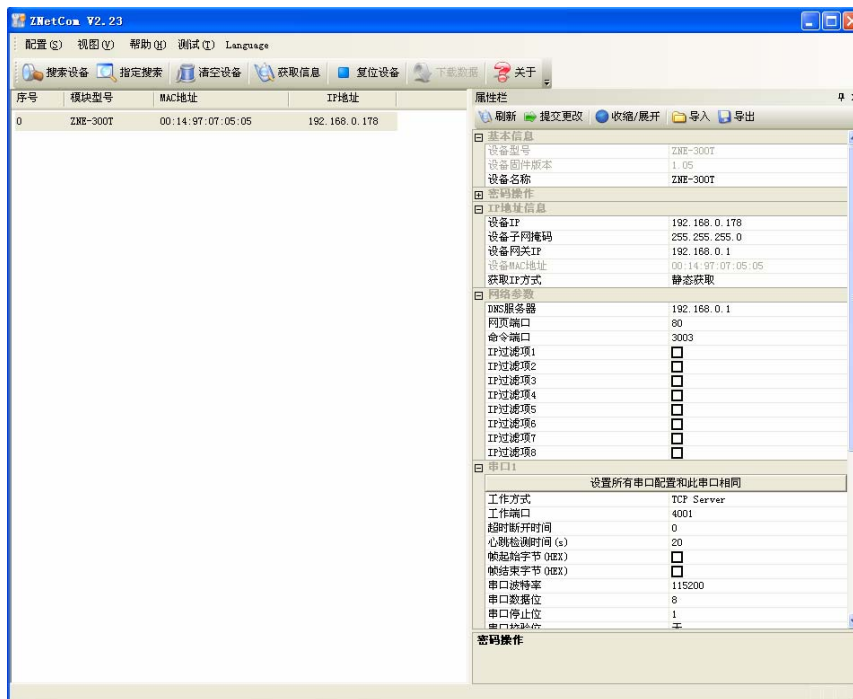 ZNetCom V2.23
配置(S) 视图(V) 帮助(H) 测试(T) Language
搜索设备 指定搜索 清空设备 获取信息 复位设备 下载数据 关于
序号 模块型号 MAC地址 IP地址
0 ZNE-300T 00:14:97:07:05:05 192.168.0.178
属性栏
刷新 提交更改 收缩/展开 导入 导出
基本信息
设备型号 ZNE-300T
设备固件版本 1.05
设备名称 ZNE-300T
密码操作
IP地址信息
设备IP 192.168.0.178
设备子网掩码 255.255.255.0
设备网关IP 192.168.0.1
设备MAC地址 00:14:97:07:05:05
获取IP方式 静态获取
网络参数
DNS服务器 192.168.0.1
网页端口 80
命令端口 3003
IP过滤项1
IP过滤项2
IP过滤项3
IP过滤项4
IP过滤项5
IP过滤项6
IP过滤项7
IP过滤项8
串口1
设置所有串口配置和此串口相同
工作方式 TCP Server
工作端口 4001
超时断开时间 0
心跳检测时间(s) 20
帧起始字节(HEX)
帧结束字节(HEX)
串口波特率 115200
串口数据位 8
串口停止位 1
串口校验位 无
密码操作